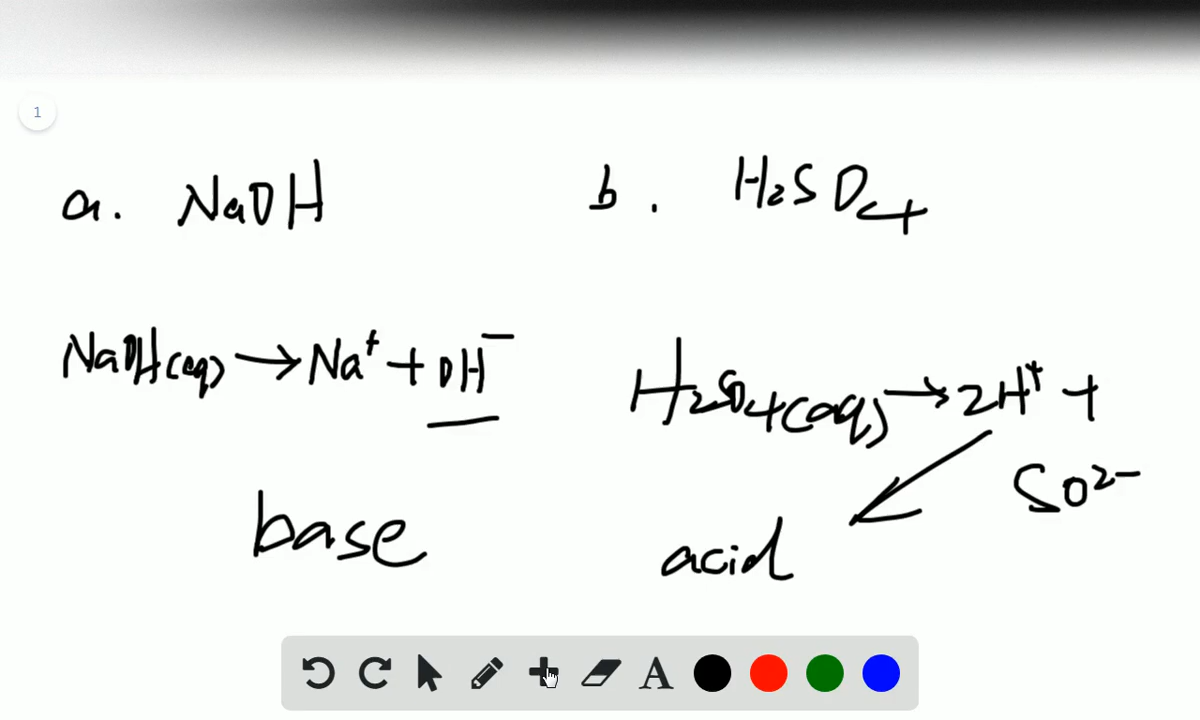 1
a. NaOH
b. H₂SO₄
NaOH(aq) → Na⁺ + OH⁻
base
H₂SO₄(aq) → 2H⁺ +
SO²⁻
acid
A